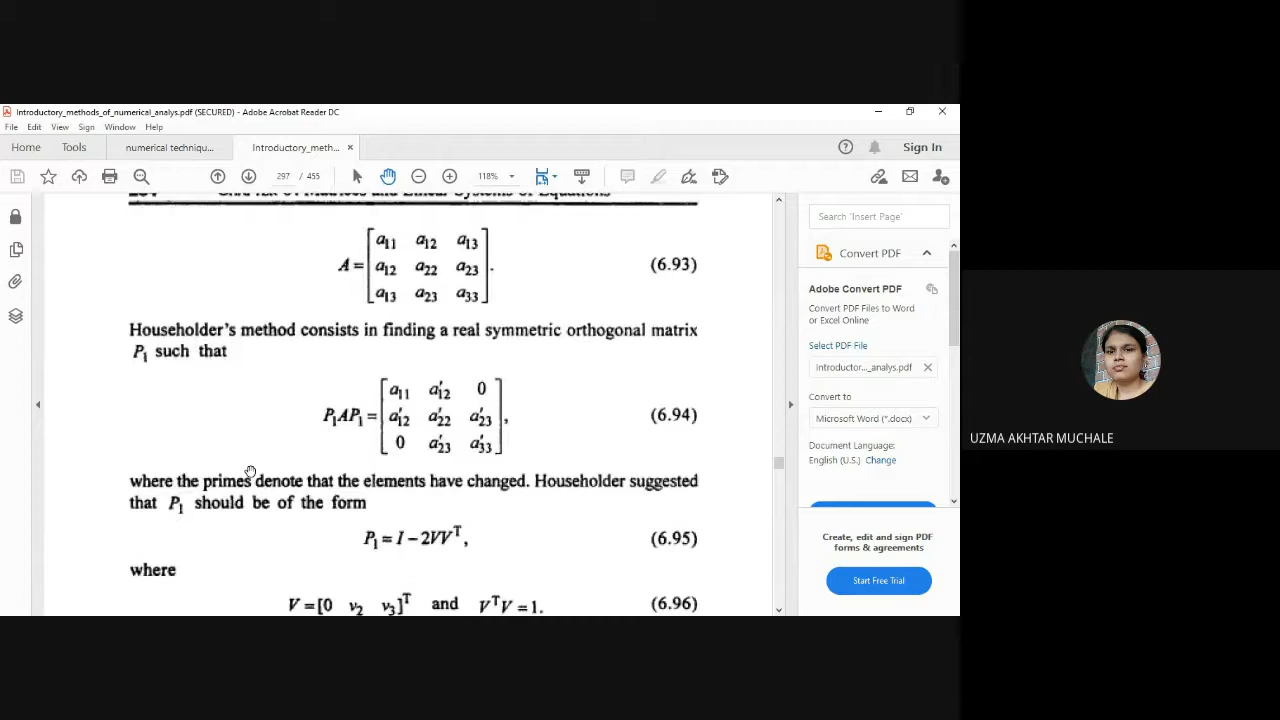 Introductory_methods_of_numerical_analys.pdf (SECURED) - Adobe Acrobat Reader DC
File Edit View Sign Window Help
Home Tools numerical techniqu... Introductory_meth... × Sign In
297 / 455 118%
Matrices and Linear Systems of Equations
A = [a11 a12 a13
a12 a22 a23
a13 a23 a33]. (6.93)
Householder's method consists in finding a real symmetric orthogonal matrix
P1 such that
P1AP1 = [a11 a′12 0
a′12 a′22 a′23
0 a′23 a′33], (6.94)
where the primes denote that the elements have changed. Householder suggested
that P1 should be of the form
P1 = I − 2VV^T, (6.95)
where
V = [0 v2 v3]^T and V^T V = 1. (6.96)
Search 'Insert Page'
Convert PDF
Adobe Convert PDF
Convert PDF Files to Word
or Excel Online
Select PDF File
Introductor..._analys.pdf ×
Convert to
Microsoft Word (*.docx)
Document Language:
English (U.S.) Change
Create, edit and sign PDF
forms & agreements
Start Free Trial
UZMA AKHTAR MUCHALE